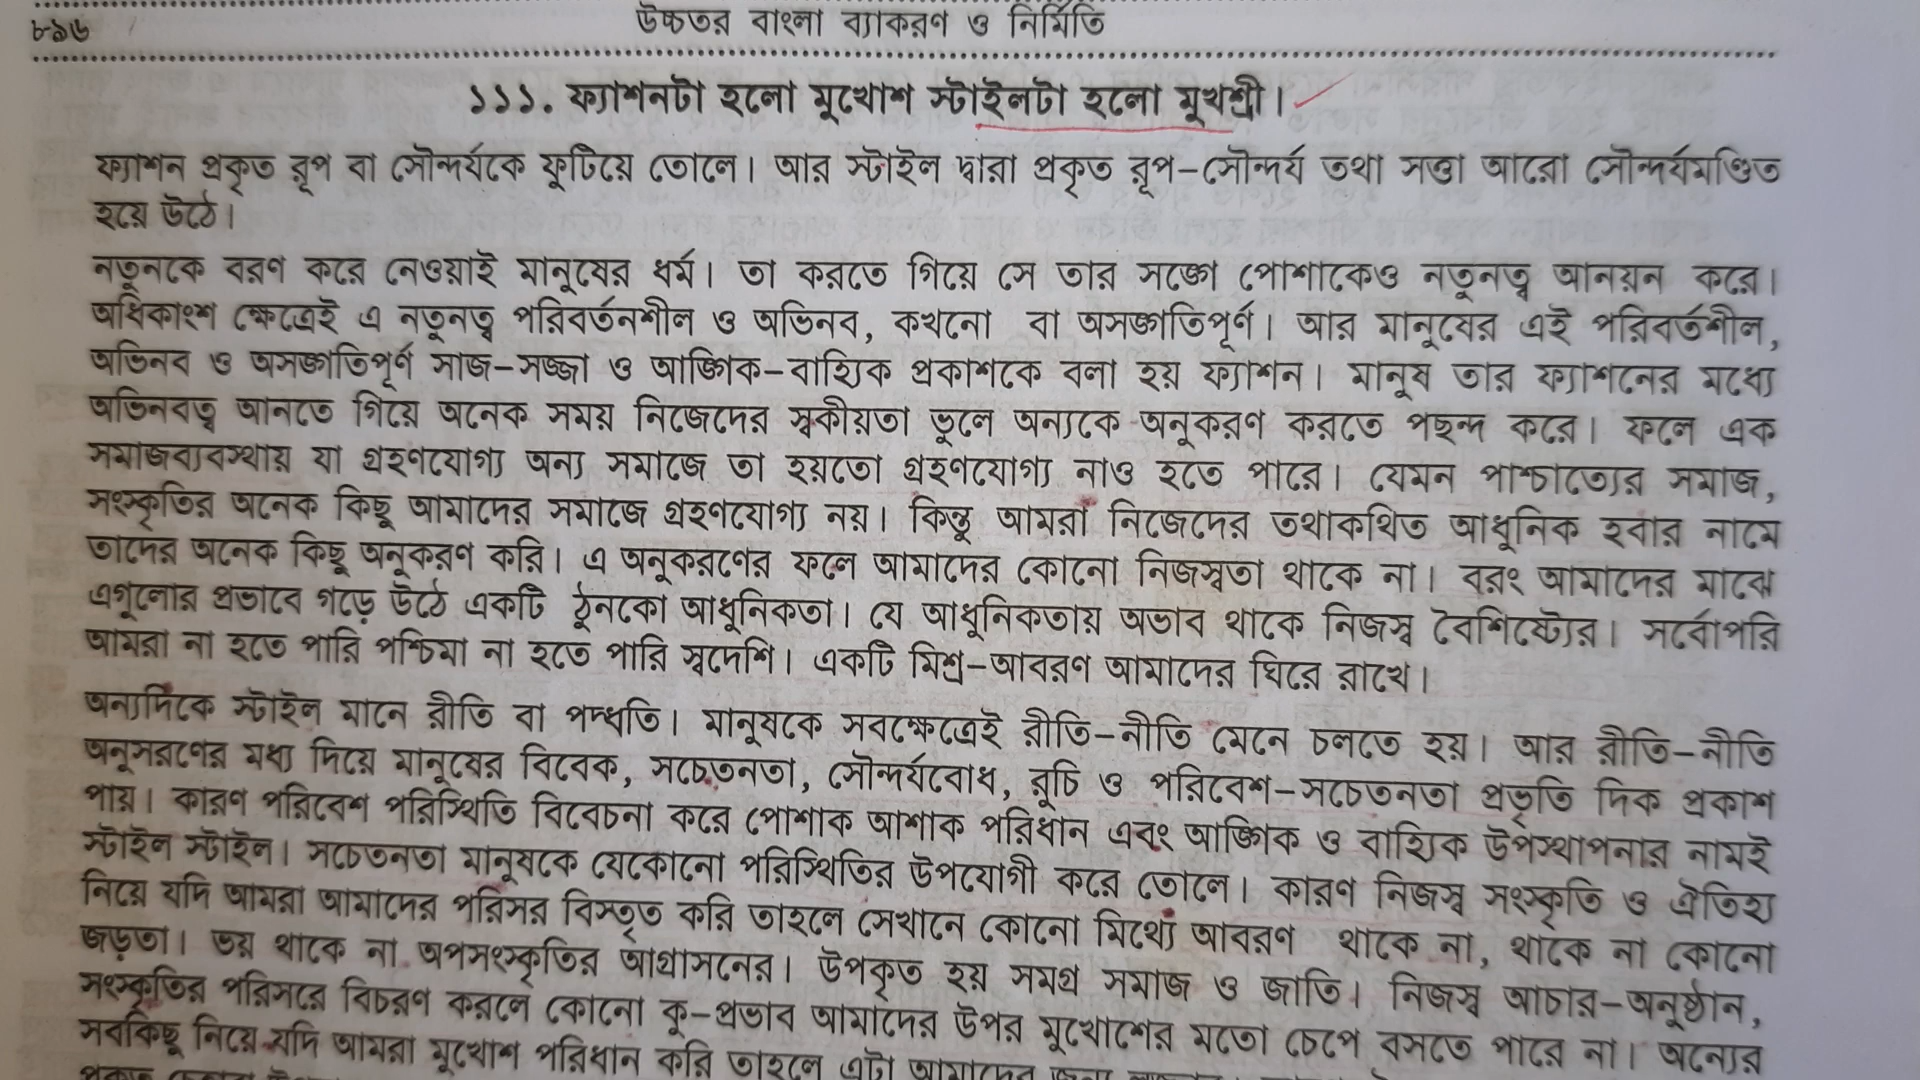 ৮৯৬
উচ্চতর বাংলা ব্যাকরণ ও নির্মিতি
১১১. ফ্যাশনটা হলো মুখোশ স্টাইলটা হলো মুখশ্রী।
ফ্যাশন প্রকৃত রূপ বা সৌন্দর্যকে ফুটিয়ে তোলে। আর স্টাইল দ্বারা প্রকৃত রূপ-সৌন্দর্য তথা সত্তা আরো সৌন্দর্যমণ্ডিত
হয়ে উঠে।
নতুনকে বরণ করে নেওয়াই মানুষের ধর্ম। তা করতে গিয়ে সে তার সঙ্গে পোশাকেও নতুনত্ব আনয়ন করে।
অধিকাংশ ক্ষেত্রেই এ নতুনত্ব পরিবর্তনশীল ও অভিনব, কখনো বা অসঙ্গতিপূর্ণ। আর মানুষের এই পরিবর্তশীল,
অভিনব ও অসঙ্গতিপূর্ণ সাজ-সজ্জা ও আঙ্গিক-বাহ্যিক প্রকাশকে বলা হয় ফ্যাশন। মানুষ তার ফ্যাশনের মধ্যে
অভিনবত্ব আনতে গিয়ে অনেক সময় নিজেদের স্বকীয়তা ভুলে অন্যকে অনুকরণ করতে পছন্দ করে। ফলে এক
সমাজব্যবস্থায় যা গ্রহণযোগ্য অন্য সমাজে তা হয়তো গ্রহণযোগ্য নাও হতে পারে। যেমন পাশ্চাত্যের সমাজ,
সংস্কৃতির অনেক কিছু আমাদের সমাজে গ্রহণযোগ্য নয়। কিন্তু আমরা নিজেদের তথাকথিত আধুনিক হবার নামে
তাদের অনেক কিছু অনুকরণ করি। এ অনুকরণের ফলে আমাদের কোনো নিজস্বতা থাকে না। বরং আমাদের মাঝে
এগুলোর প্রভাবে গড়ে উঠে একটি ঠুনকো আধুনিকতা। যে আধুনিকতায় অভাব থাকে নিজস্ব বৈশিষ্ট্যের। সর্বোপরি
আমরা না হতে পারি পশ্চিমা না হতে পারি স্বদেশি। একটি মিশ্র-আবরণ আমাদের ঘিরে রাখে।
অন্যদিকে স্টাইল মানে রীতি বা পদ্ধতি। মানুষকে সবক্ষেত্রেই রীতি-নীতি মেনে চলতে হয়। আর রীতি-নীতি
অনুসরণের মধ্য দিয়ে মানুষের বিবেক, সচেতনতা, সৌন্দর্যবোধ, রুচি ও পরিবেশ-সচেতনতা প্রভৃতি দিক প্রকাশ
পায়। কারণ পরিবেশ পরিস্থিতি বিবেচনা করে পোশাক আশাক পরিধান এবং আঙ্গিক ও বাহ্যিক উপস্থাপনার নামই
স্টাইল স্টাইল। সচেতনতা মানুষকে যেকোনো পরিস্থিতির উপযোগী করে তোলে। কারণ নিজস্ব সংস্কৃতি ও ঐতিহ্য
নিয়ে যদি আমরা আমাদের পরিসর বিস্তৃত করি তাহলে সেখানে কোনো মিথ্যে আবরণ থাকে না, থাকে না কোনো
জড়তা। ভয় থাকে না অপসংস্কৃতির আগ্রাসনের। উপকৃত হয় সমগ্র সমাজ ও জাতি। নিজস্ব আচার-অনুষ্ঠান,
সংস্কৃতির পরিসরে বিচরণ করলে কোনো কু-প্রভাব আমাদের উপর মুখোশের মতো চেপে বসতে পারে না। অন্যের
সবকিছু নিয়ে যদি আমরা মুখোশ পরিধান করি তাহলে এটা আমাদের জন্য